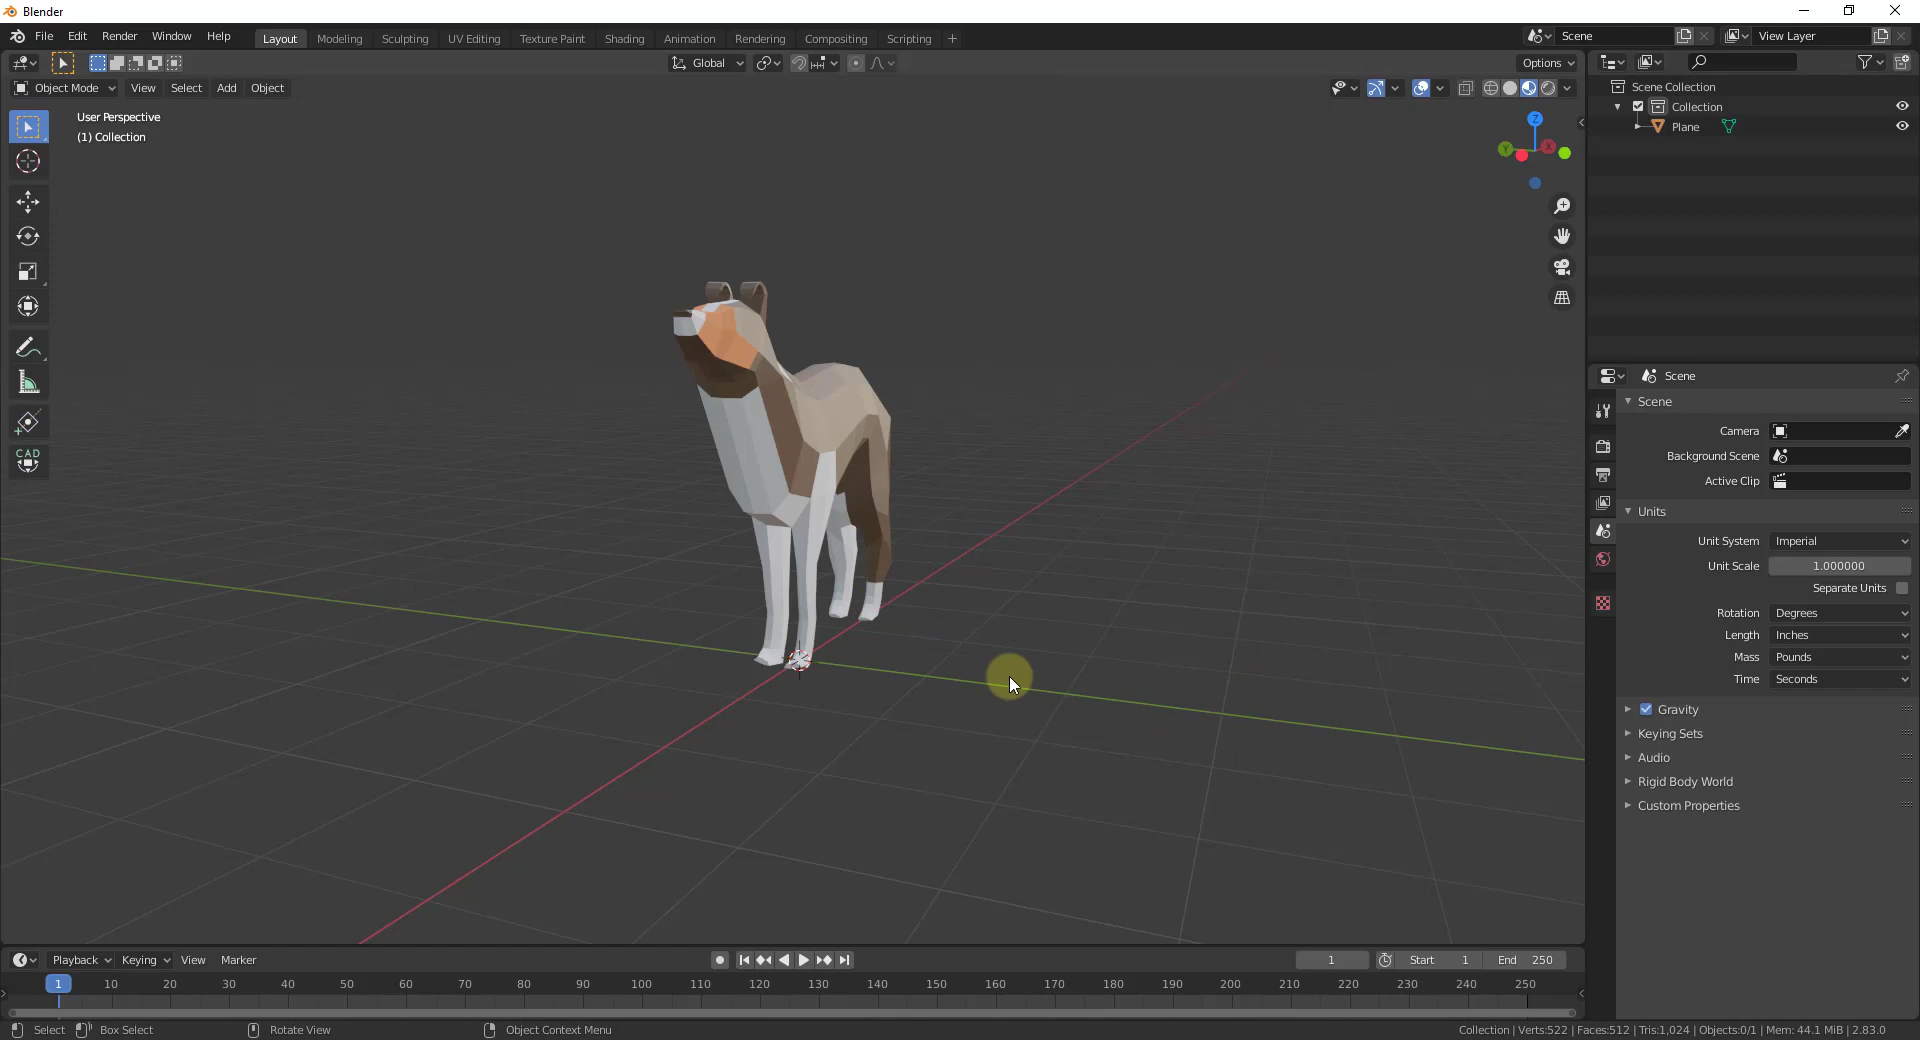 Blender
File Edit Render Window Help Layout Modeling Sculpting UV Editing Texture Paint Shading Animation Rendering Compositing Scripting + Scene View Layer
Global Options
Object Mode View Select Add Object
User Perspective
(1) Collection
Z
Y X
CAD
Scene Collection
Collection
Plane
Scene
Scene
Camera
Background Scene
Active Clip
Units
Unit System Imperial
Unit Scale 1.000000
Separate Units
Rotation Degrees
Length Inches
Mass Pounds
Time Seconds
Gravity
Keying Sets
Audio
Rigid Body World
Custom Properties
Playback Keying View Marker 1 Start 1 End 250
1 10 20 30 40 50 60 70 80 90 100 110 120 130 140 150 160 170 180 190 200 210 220 230 240 250
Select Box Select Rotate View Object Context Menu Collection | Verts:522 | Faces:512 | Tris:1,024 | Objects:0/1 | Mem: 44.1 MiB | 2.83.0